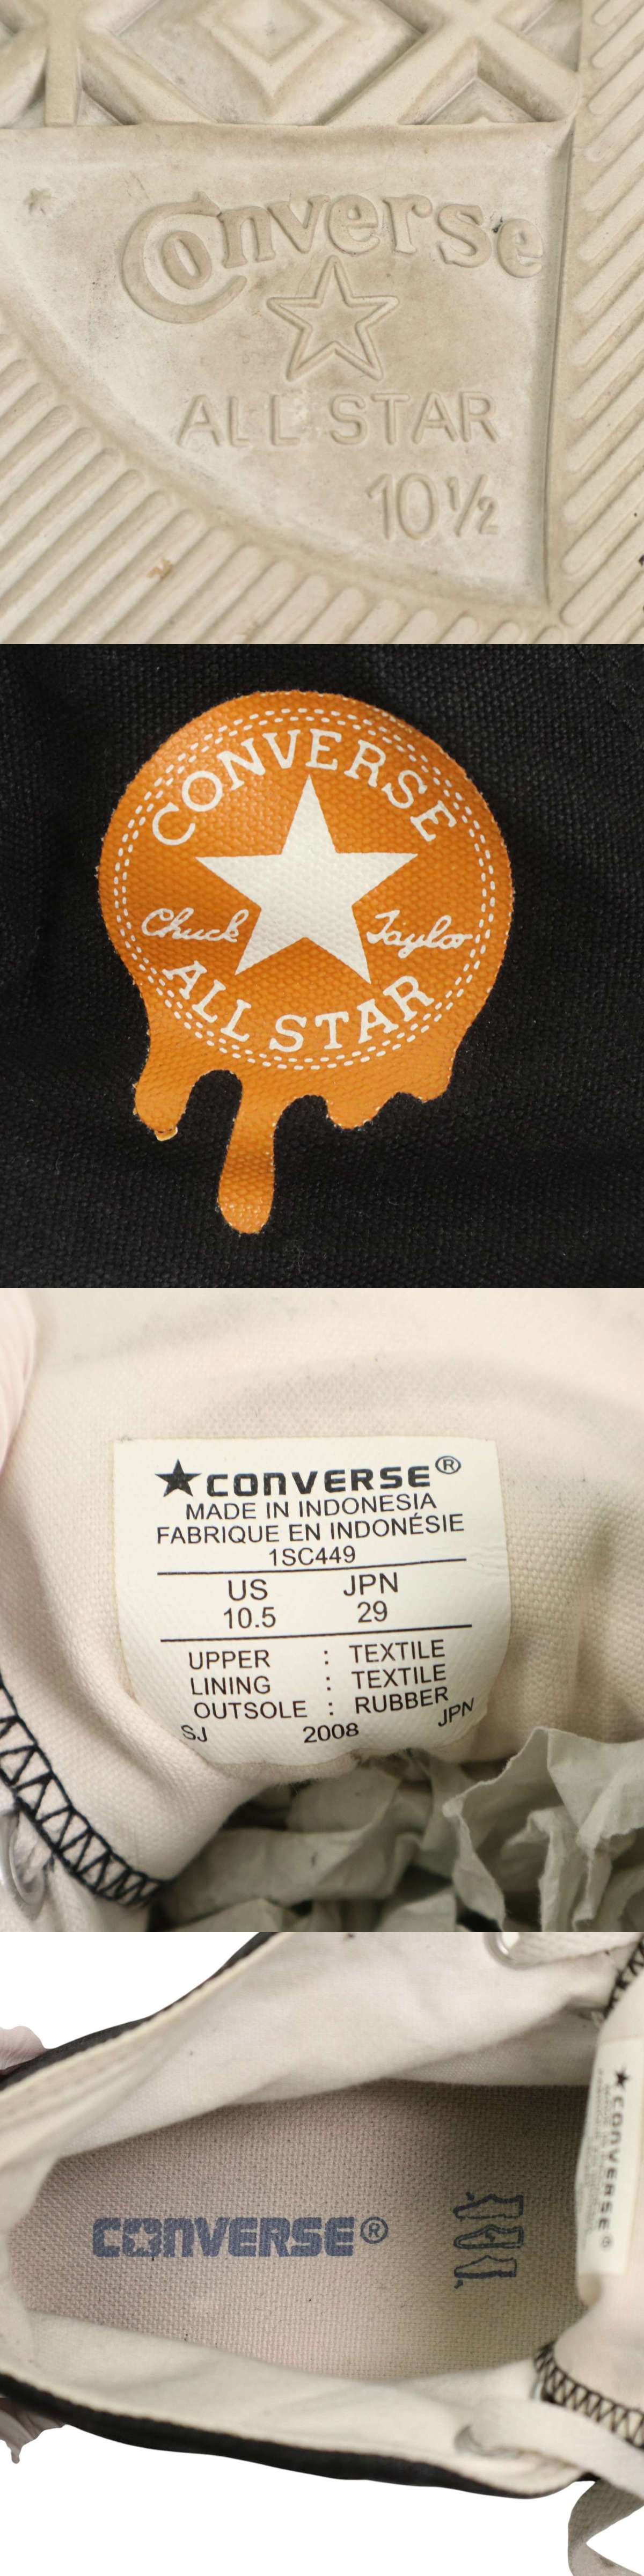 Converse
ALL STAR
10½
CONVERSE
Chuck Taylor
ALL STAR
★CONVERSE®
MADE IN INDONESIA
FABRIQUE EN INDONÉSIE
1SC449
US JPN
10.5 29
UPPER : TEXTILE
LINING : TEXTILE
OUTSOLE : RUBBER
SJ 2008 JPN
CONVERSE®
★CONVERSE®